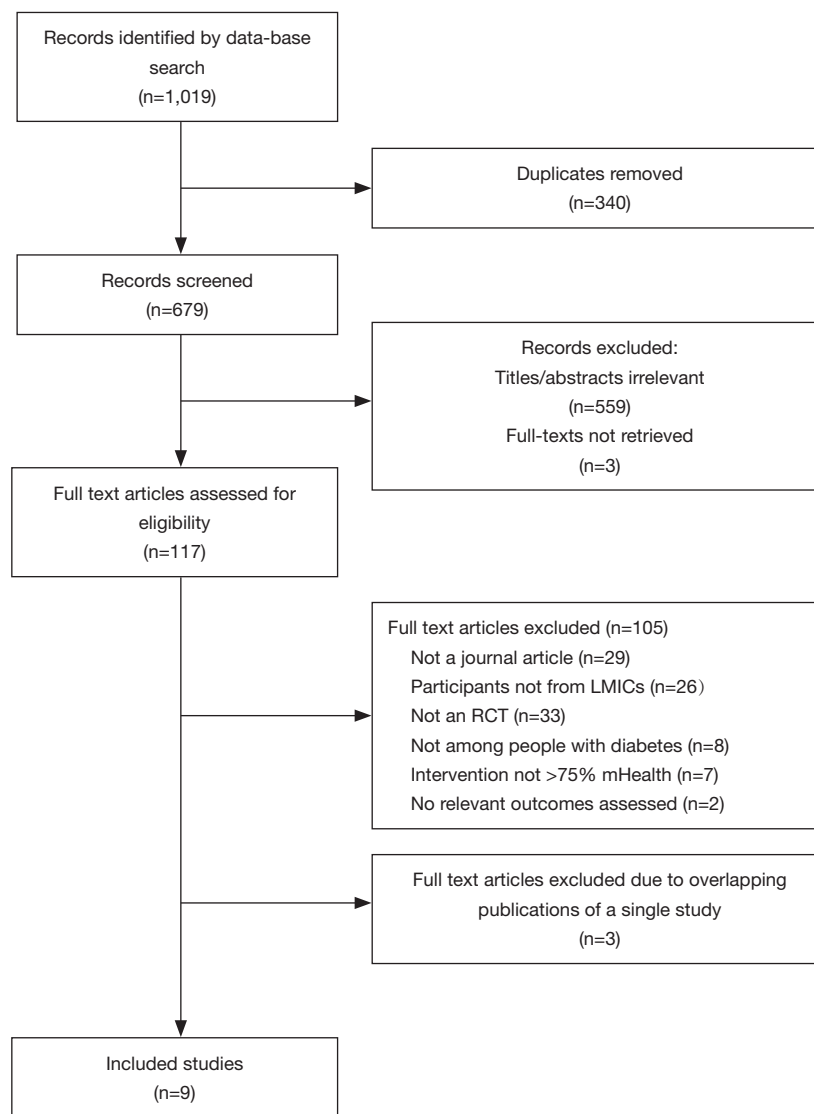 Records identified by data-base
search
(n=1,019)
Duplicates removed
(n=340)
Records screened
(n=679)
Records excluded:
Titles/abstracts irrelevant
(n=559)
Full-texts not retrieved
(n=3)
Full text articles assessed for
eligibility
(n=117)
Full text articles excluded (n=105)
Not a journal article (n=29)
Participants not from LMICs (n=26）
Not an RCT (n=33)
Not among people with diabetes (n=8)
Intervention not >75% mHealth (n=7)
No relevant outcomes assessed (n=2)
Full text articles excluded due to overlapping
publications of a single study
(n=3)
Included studies
(n=9)